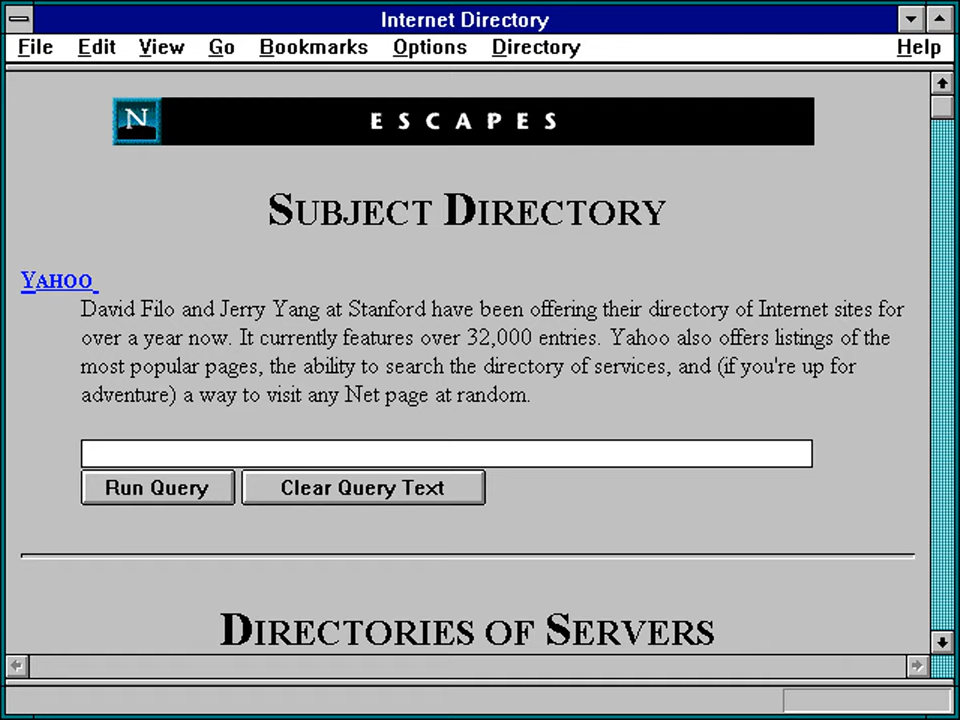 Internet Directory
File Edit View Go Bookmarks Options Directory Help
N ESCAPES
SUBJECT DIRECTORY
YAHOO
David Filo and Jerry Yang at Stanford have been offering their directory of Internet sites for
over a year now. It currently features over 32,000 entries. Yahoo also offers listings of the
most popular pages, the ability to search the directory of services, and (if you're up for
adventure) a way to visit any Net page at random.
Run Query Clear Query Text
DIRECTORIES OF SERVERS